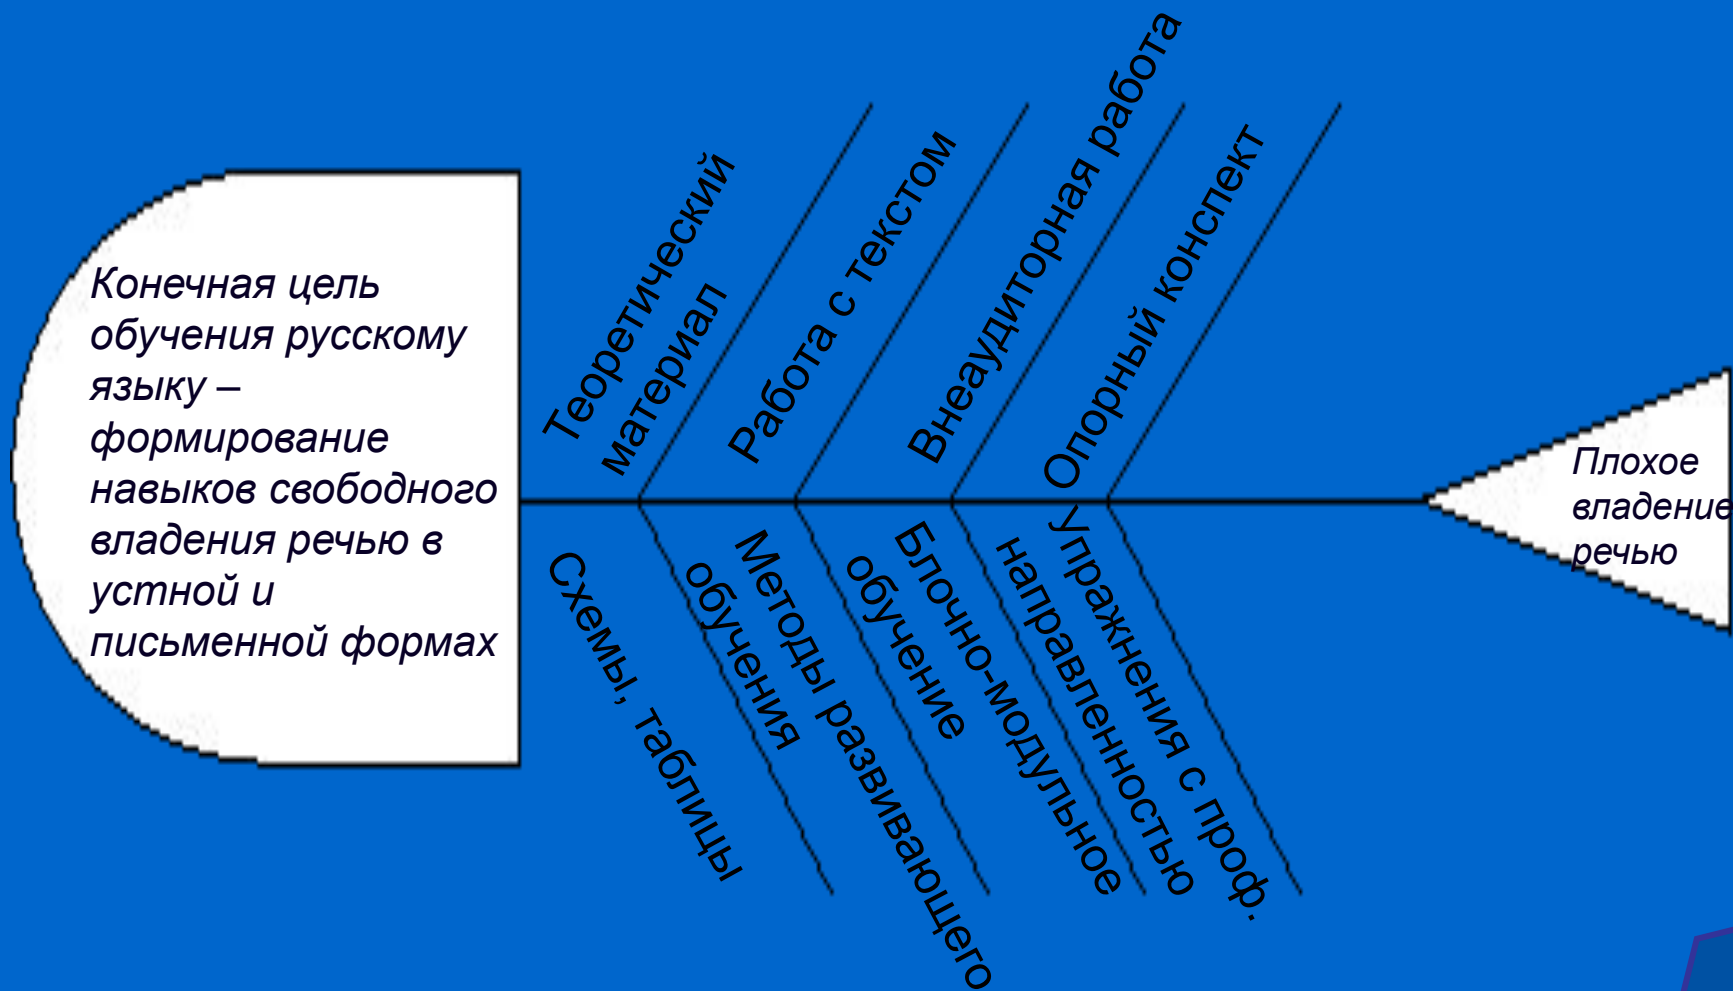 Конечная цель
обучения русскому
языку –
формирование
навыков свободного
владения речью в
устной и
письменной формах
Теоретический
материал
Работа с текстом
Внеаудиторная работа
Опорный конспект
Схемы, таблицы
Методы развивающего
обучения
Блочно-модульное
обучение
Упражнения с проф.
направленностью
Плохое
владение
речью